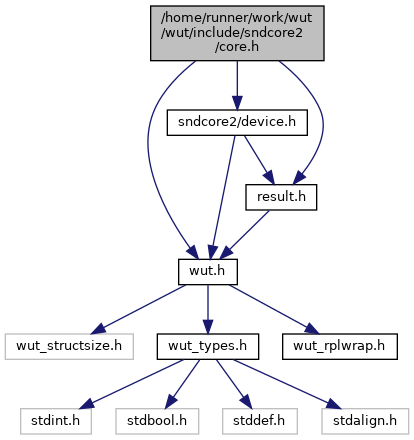 /home/runner/work/wut
/wut/include/sndcore2
/core.h
sndcore2/device.h
result.h
wut.h
wut_structsize.h
wut_types.h
wut_rplwrap.h
stdint.h
stdbool.h
stddef.h
stdalign.h